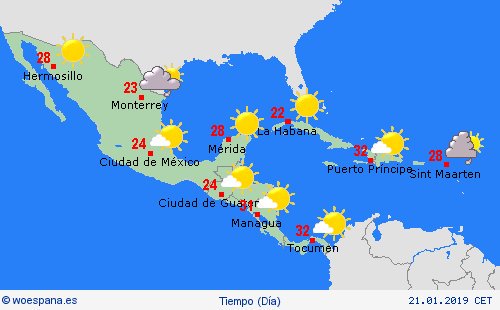 28
Hermosillo
23
Monterrey
22
La Habana
24
Ciudad de México
28
Mérida
32
Puerto Príncipe
28
Sint Maarten
24
Ciudad de Guatem
31
Managua
32
Tocumen
© woespana.es
Tiempo (Día)
21.01.2019 CET